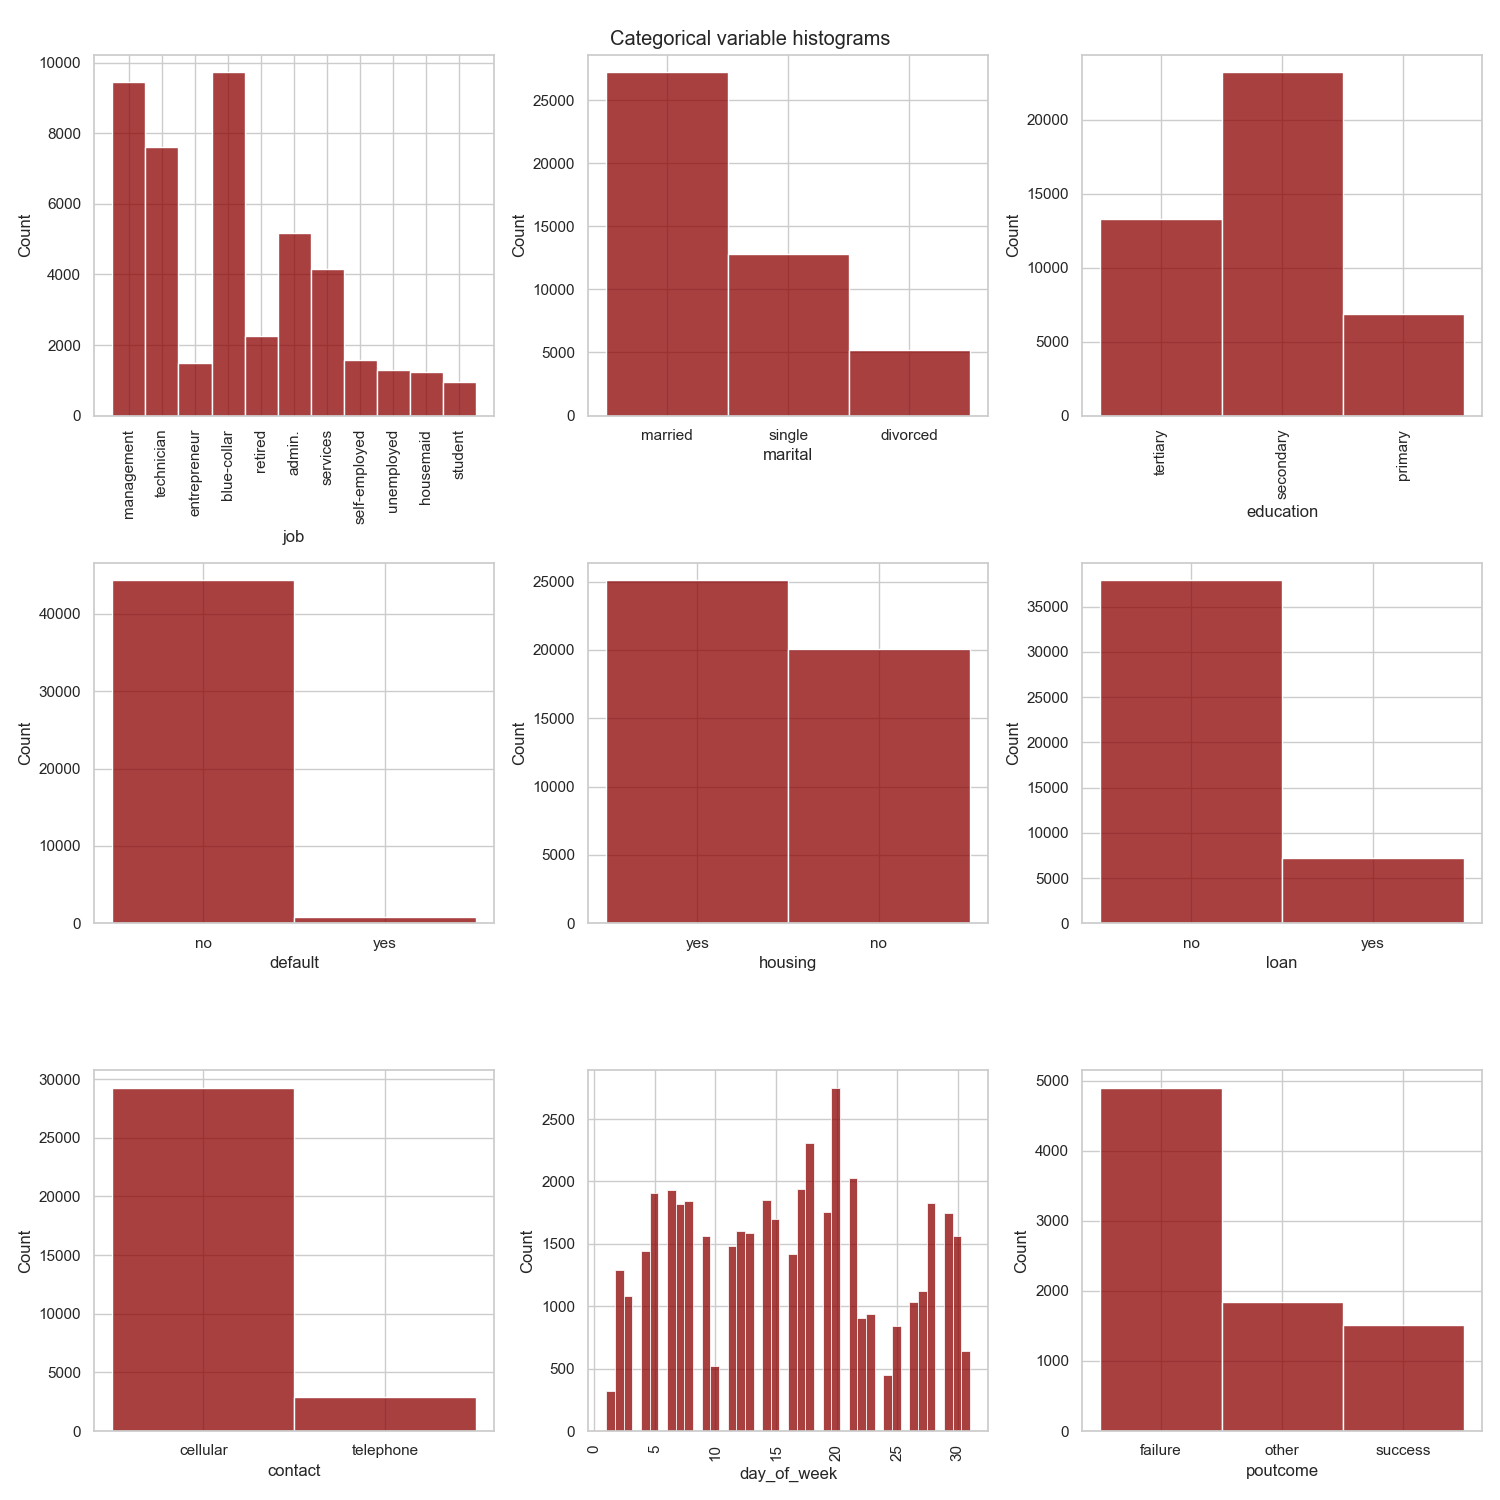 Categorical variable histograms
10000
8000
6000
4000
2000
0
Count
management
technician
entrepreneur
blue-collar
retired
admin.
services
self-employed
unemployed
housemaid
student
job
25000
20000
15000
10000
5000
0
Count
married single divorced
marital
20000
15000
10000
5000
0
Count
tertiary
secondary
primary
education
40000
30000
20000
10000
0
Count
no yes
default
25000
20000
15000
10000
5000
0
Count
yes no
housing
35000
30000
25000
20000
15000
10000
5000
0
Count
no yes
loan
30000
25000
20000
15000
10000
5000
0
Count
cellular telephone
contact
2500
2000
1500
1000
500
0
Count
0
5
10
15
20
25
30
day_of_week
5000
4000
3000
2000
1000
0
Count
failure other success
poutcome